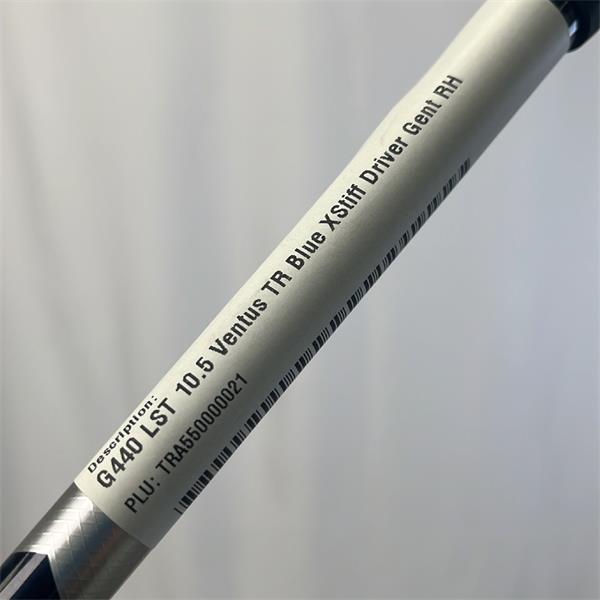 Description:
G440 LST 10.5 Ventus TR Blue XStiff Driver Gent RH
PLU: TRA550000021